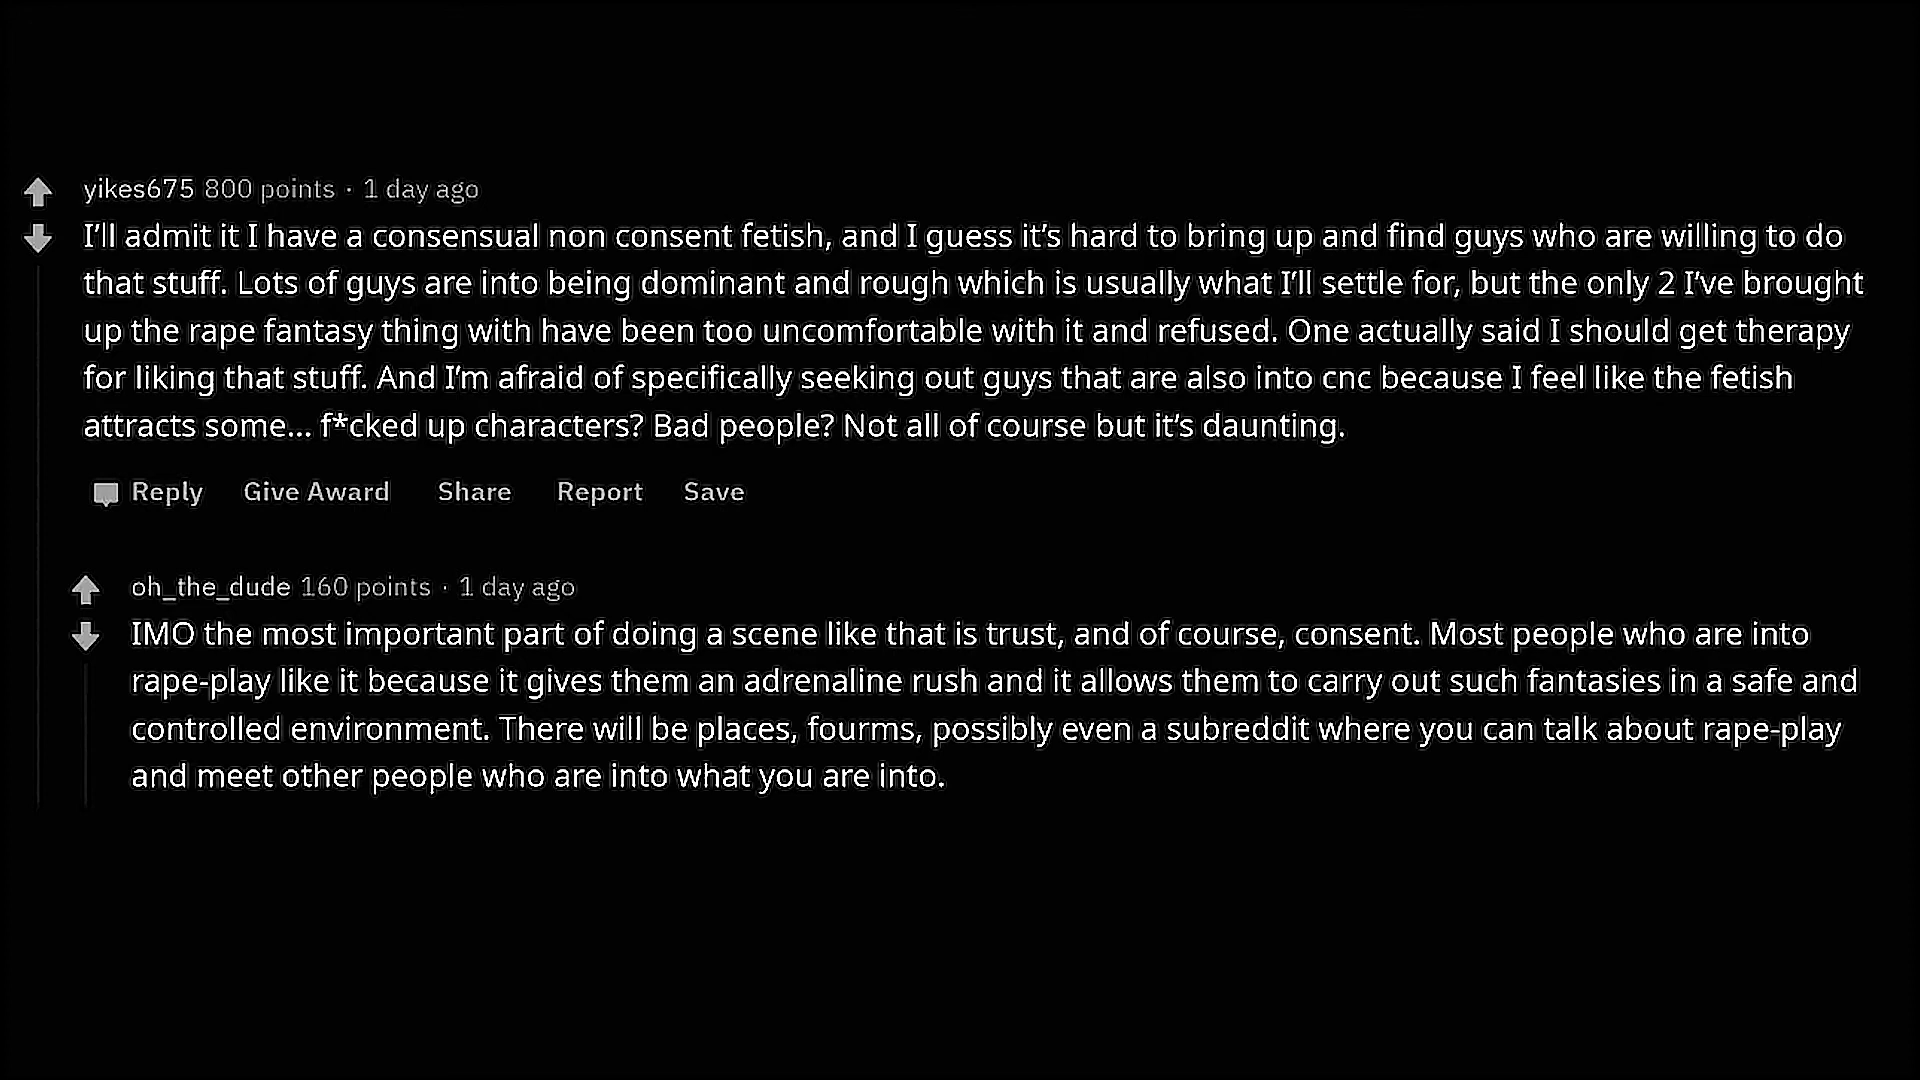 yikes675 800 points · 1 day ago
I'll admit it I have a consensual non consent fetish, and I guess it's hard to bring up and find guys who are willing to do
that stuff. Lots of guys are into being dominant and rough which is usually what I'll settle for, but the only 2 I've brought
up the rape fantasy thing with have been too uncomfortable with it and refused. One actually said I should get therapy
for liking that stuff. And I'm afraid of specifically seeking out guys that are also into cnc because I feel like the fetish
attracts some... f*cked up characters? Bad people? Not all of course but it's daunting.
Reply Give Award Share Report Save
oh_the_dude 160 points · 1 day ago
IMO the most important part of doing a scene like that is trust, and of course, consent. Most people who are into
rape-play like it because it gives them an adrenaline rush and it allows them to carry out such fantasies in a safe and
controlled environment. There will be places, fourms, possibly even a subreddit where you can talk about rape-play
and meet other people who are into what you are into.